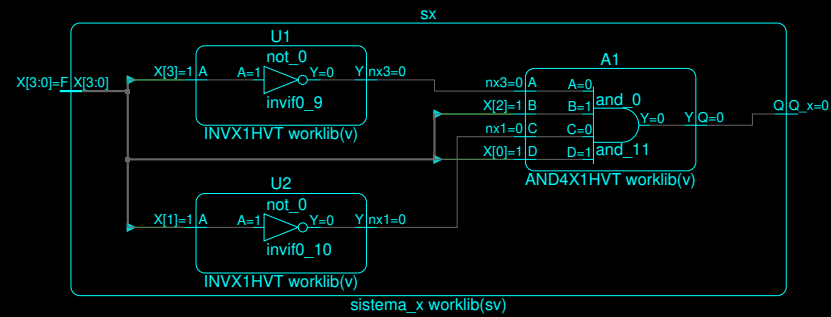 sx
U1
not_0
X[3:0]=F X[3:0]
X[3]=1 A
A=1
Y=0
Y nx3=0
invif0_9
INVX1HVT worklib(v)
A1
nx3=0 A
A=0
X[2]=1 B
B=1
and_0
nx1=0 C
C=0
Y=0
Y Q=0
X[0]=1 D
D=1
and_11
AND4X1HVT worklib(v)
Q Q_x=0
U2
not_0
X[1]=1 A
A=1
Y=0
Y nx1=0
invif0_10
INVX1HVT worklib(v)
sistema_x worklib(sv)